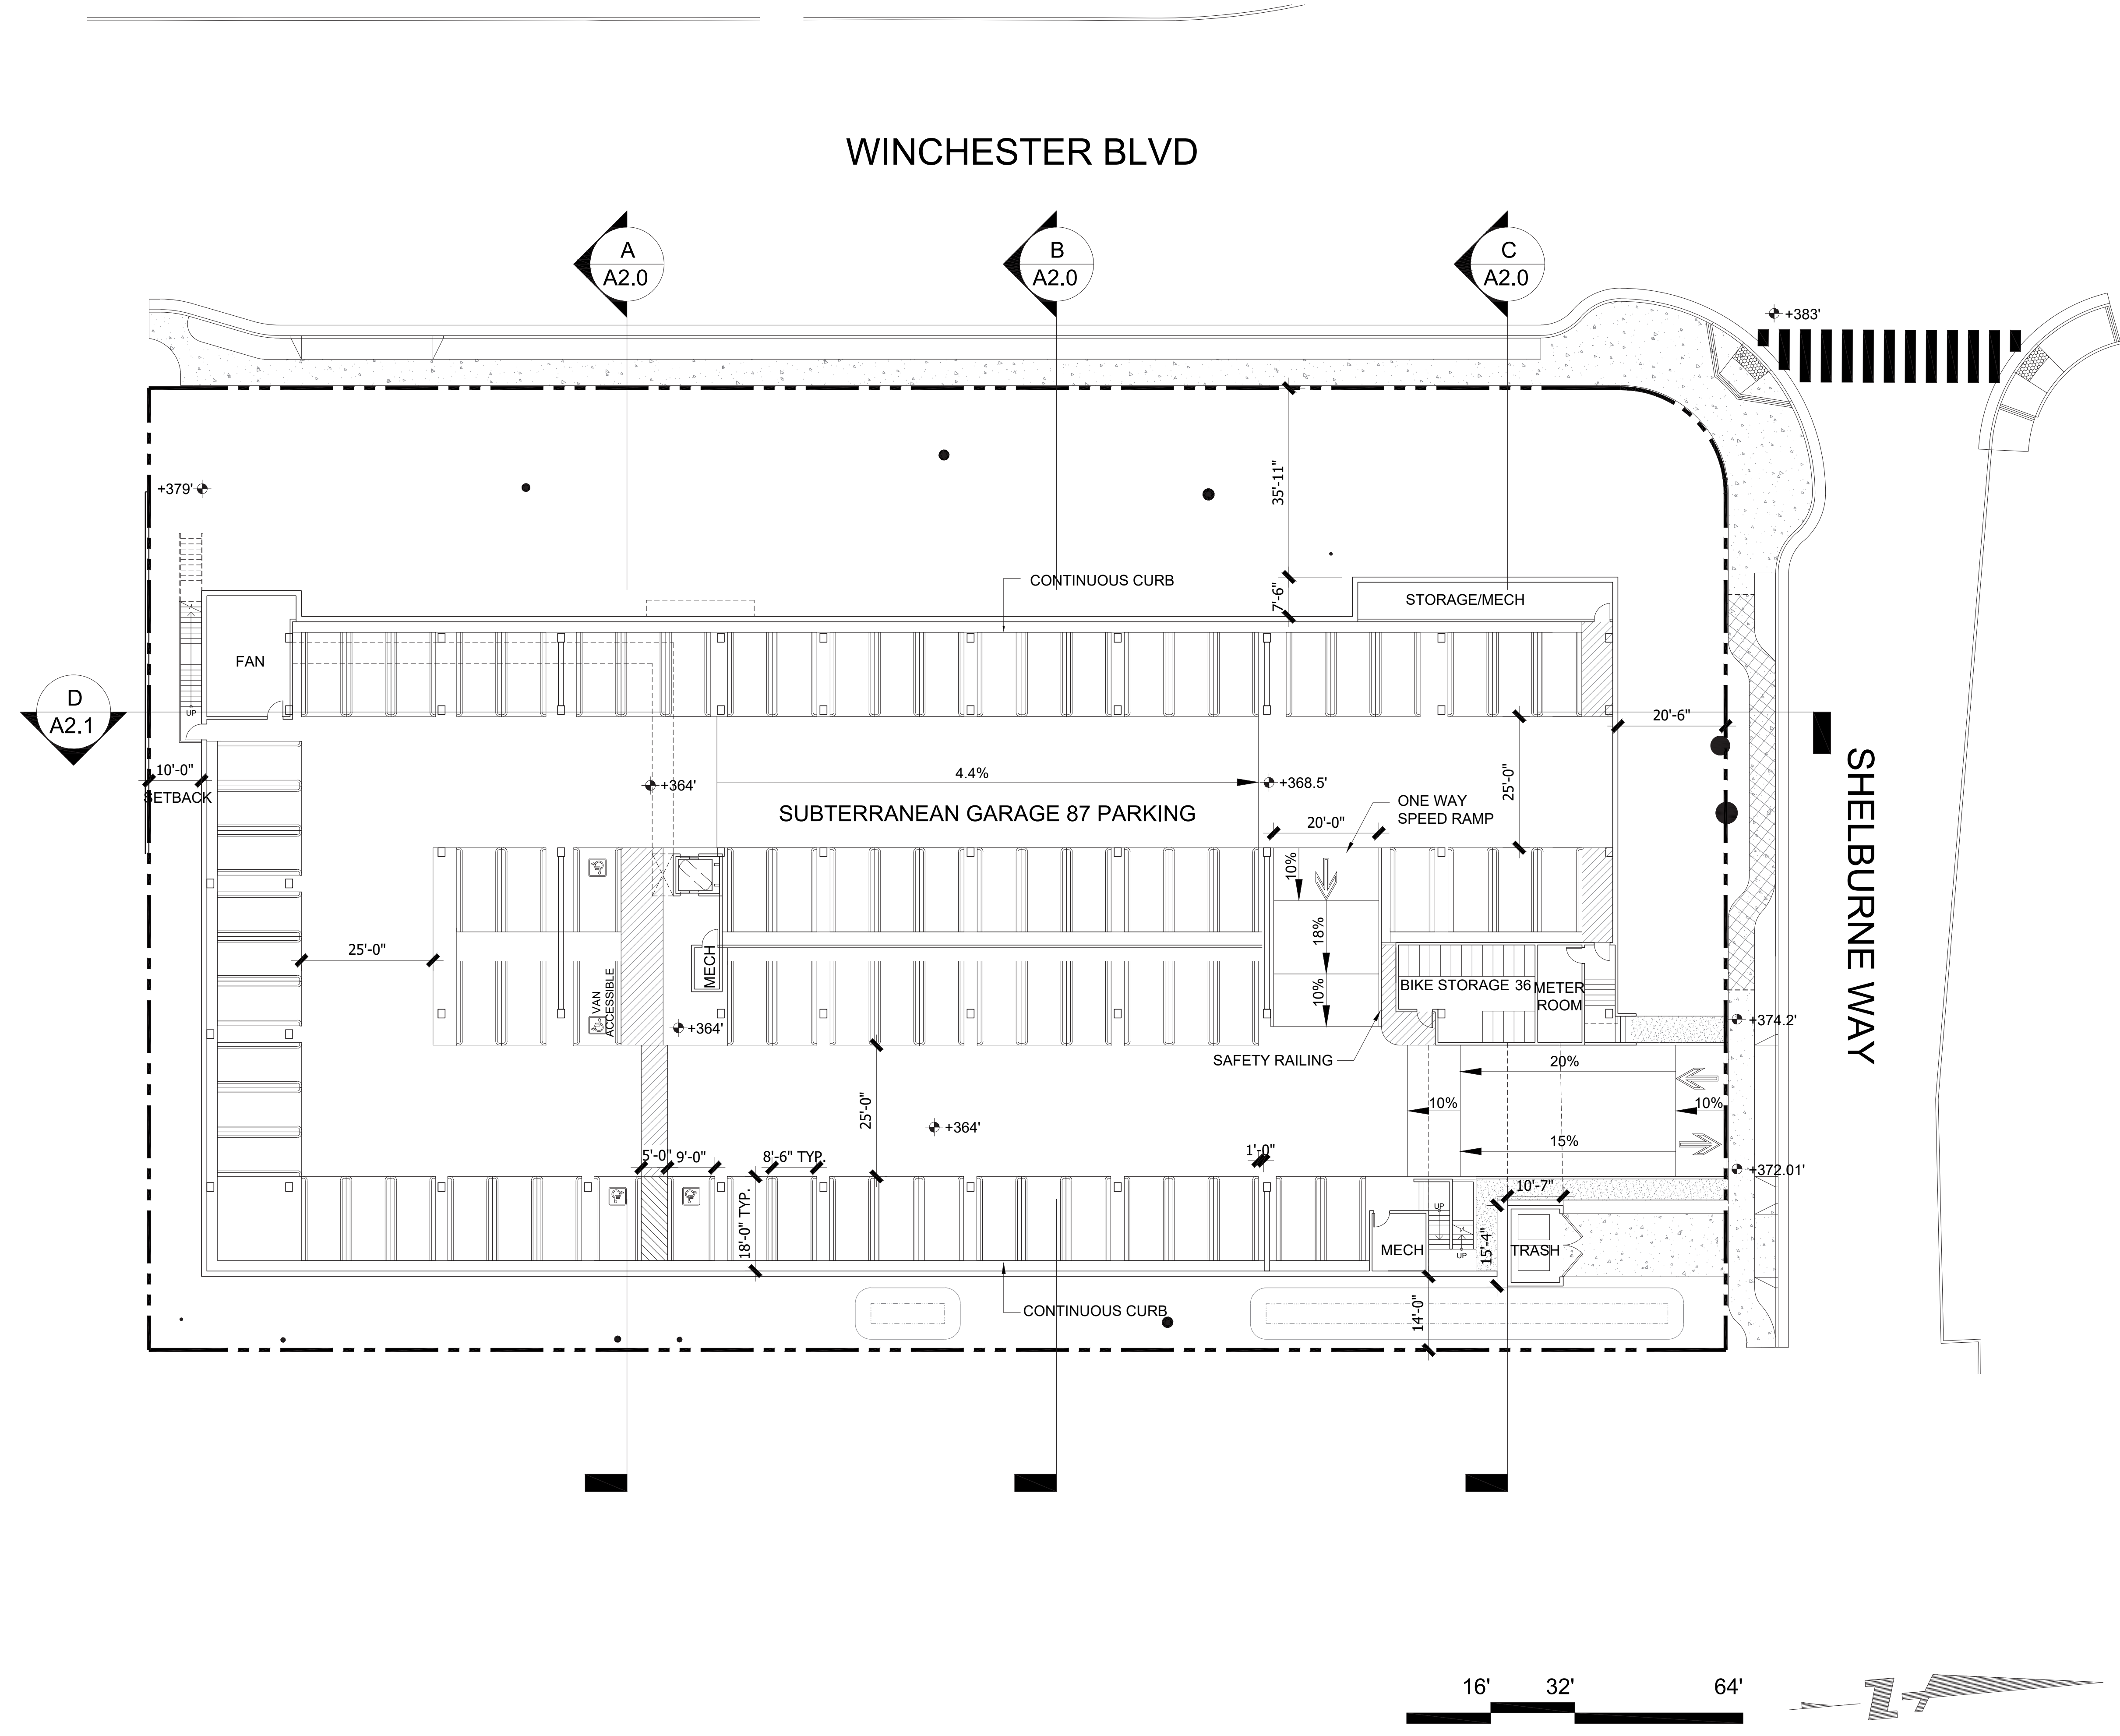 WINCHESTER BLVD
A
A2.0
B
A2.0
C
A2.0
+383'
+379'
35'-11"
CONTINUOUS CURB
7'-6"
STORAGE/MECH
FAN
UP
D
A2.1
20'-6"
10'-0"
SETBACK
+364'
4.4%
+368.5'
25'-0"
ONE WAY
SPEED RAMP
SUBTERRANEAN GARAGE 87 PARKING
20'-0"
SHELBURNE WAY
10%
18%
10%
25'-0"
MECH
VAN
ACCESSIBLE
BIKE STORAGE 36
METER
ROOM
+364'
+374.2'
SAFETY RAILING
20%
10%
10%
25'-0"
+364'
15%
5'-0"
9'-0"
8'-6" TYP.
1'-0"
+372.01'
18'-0" TYP.
10'-7"
UP
UP
15'-4"
MECH
TRASH
CONTINUOUS CURB
14'-0"
16'
32'
64'
Z